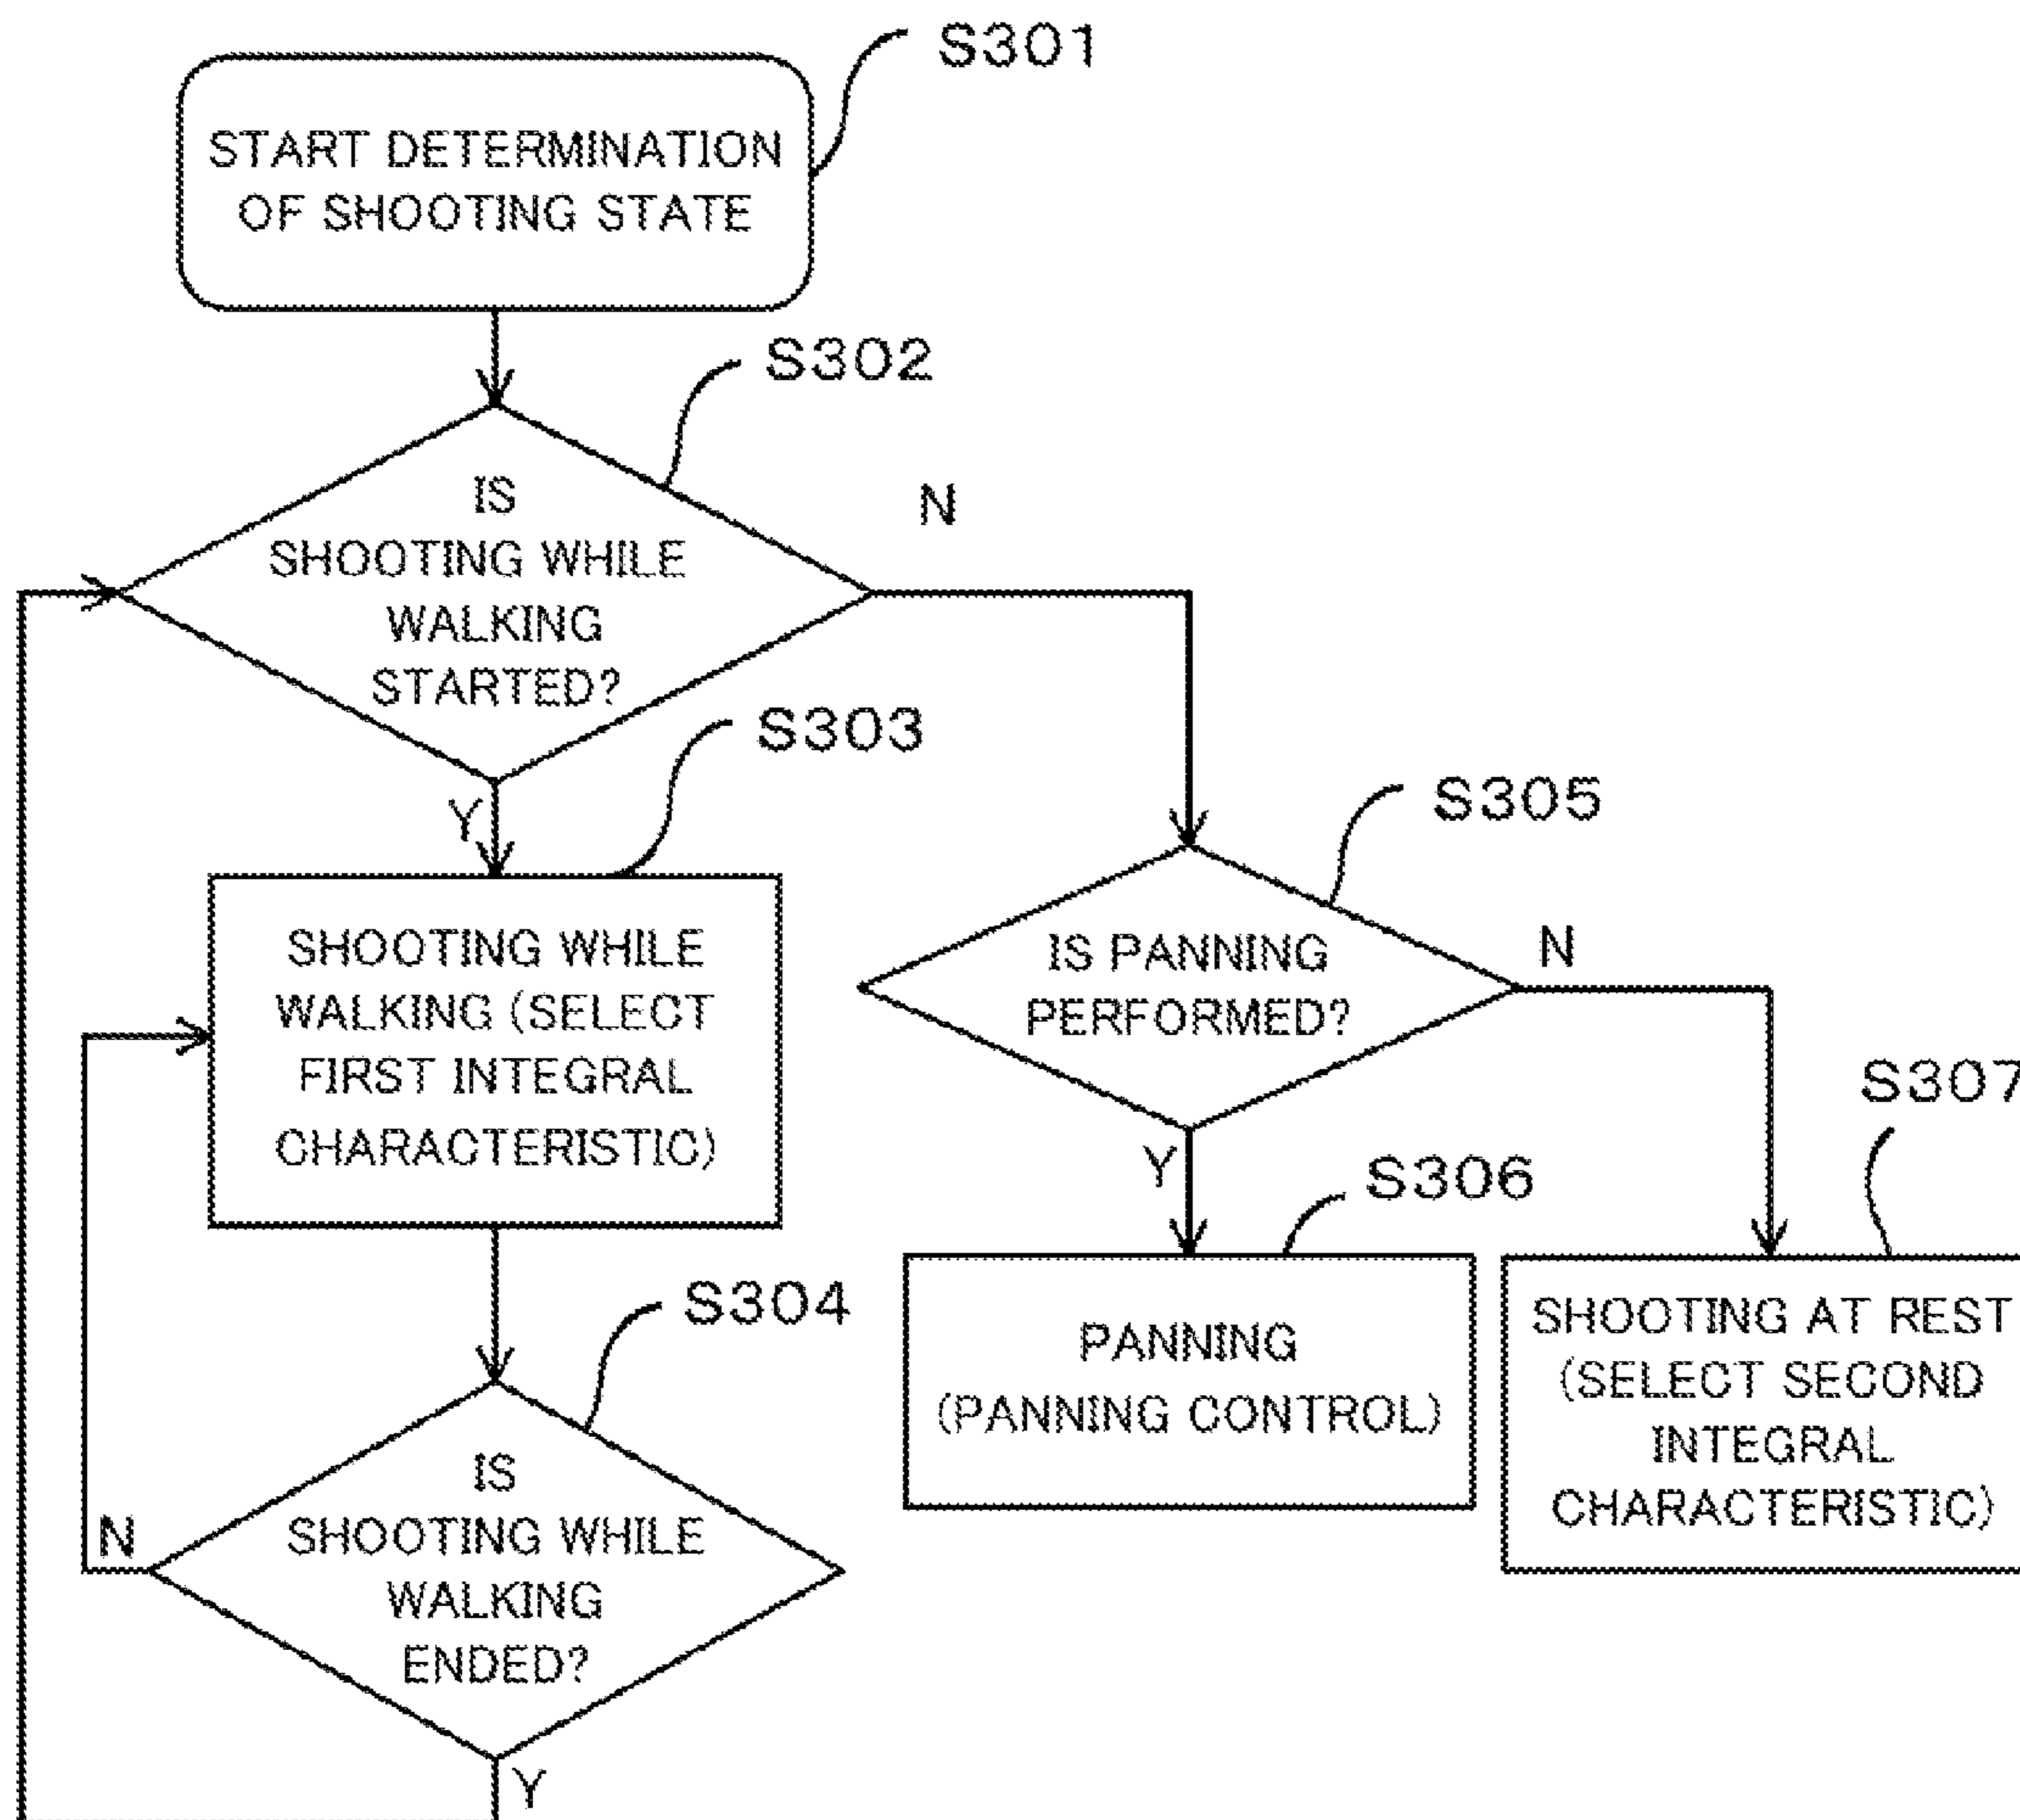 S301
START DETERMINATION
OF SHOOTING STATE
S302
IS
SHOOTING WHILE
WALKING
STARTED?
N
Y
S303
SHOOTING WHILE
WALKING (SELECT
FIRST INTEGRAL
CHARACTERISTIC)
S304
IS
SHOOTING WHILE
WALKING
ENDED?
N
Y
S305
IS PANNING
PERFORMED?
N
Y
S306
PANNING
(PANNING CONTROL)
S307
SHOOTING AT REST
(SELECT SECOND
INTEGRAL
CHARACTERISTIC)